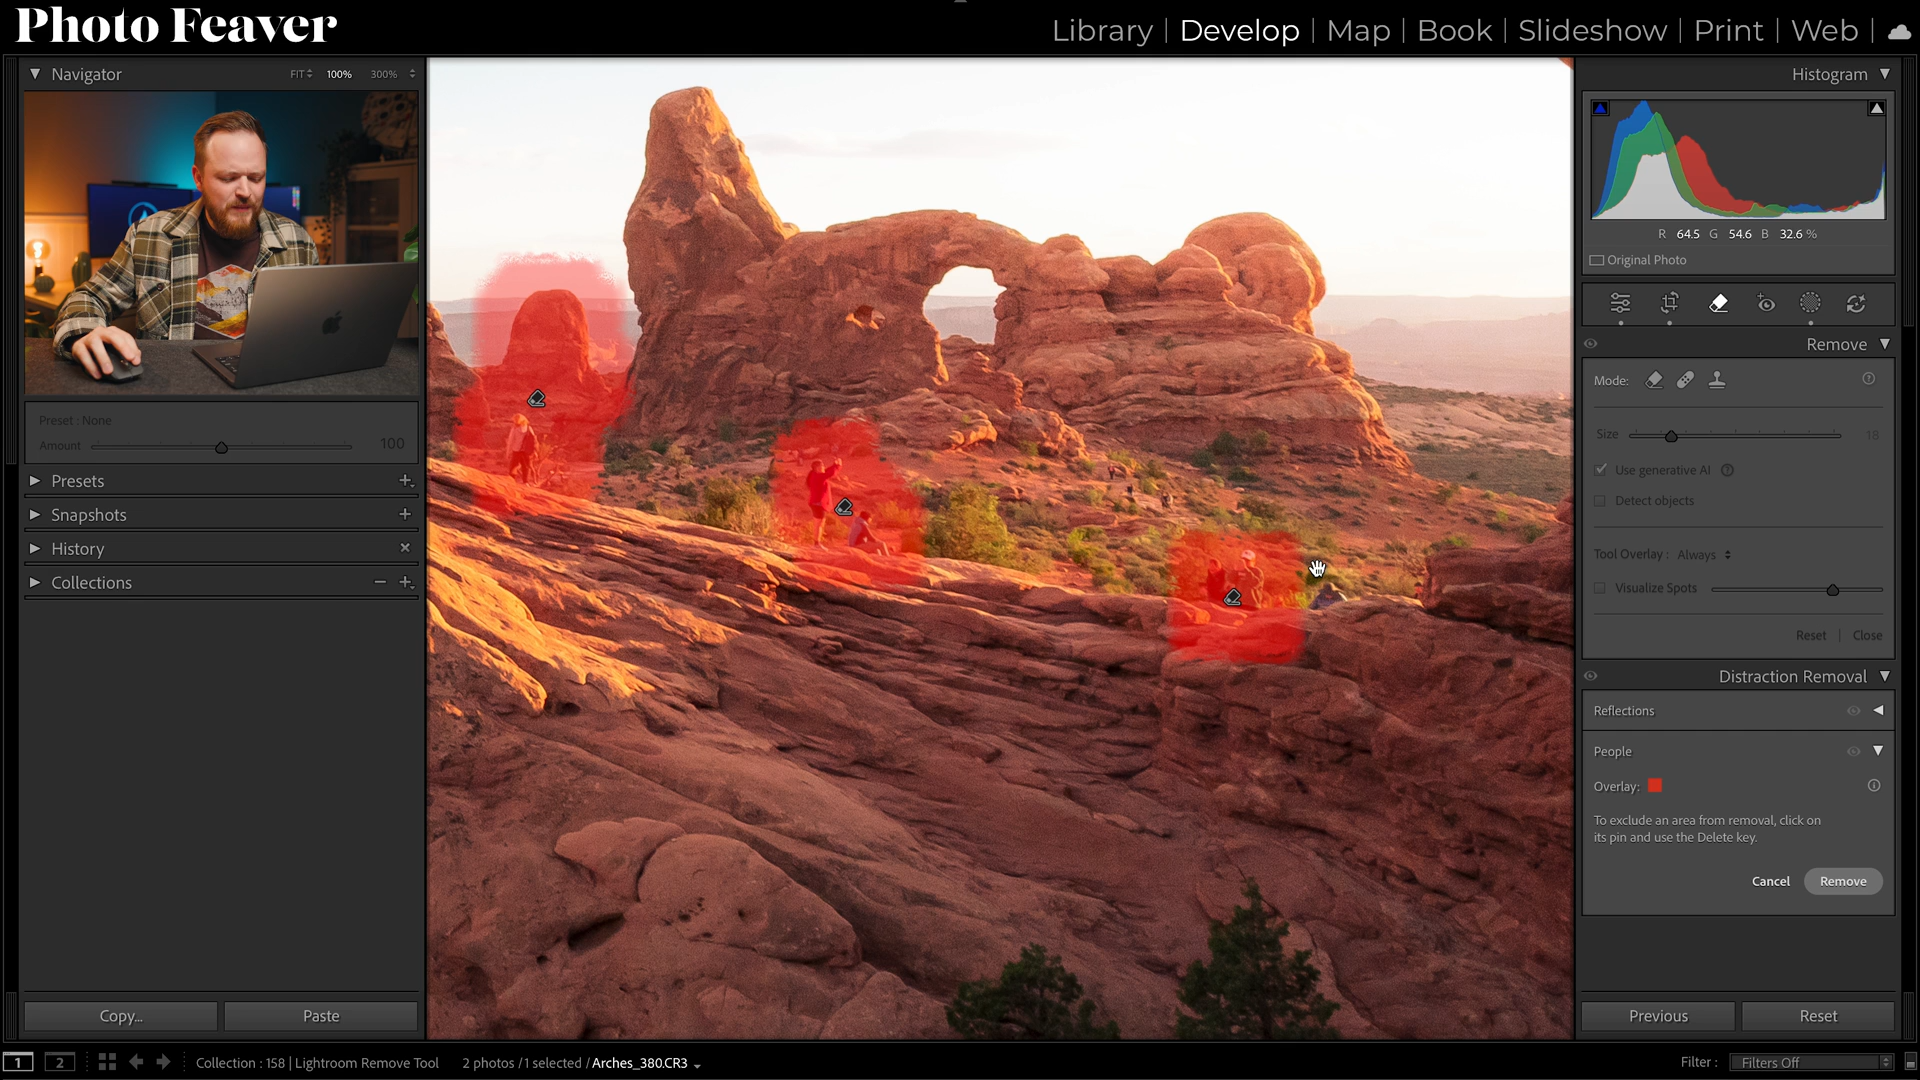 Photo Feaver
Library | Develop | Map | Book | Slideshow | Print | Web |
Navigator FIT 100% 300%
Preset : None
Amount 100
Presets
Snapshots
History
Collections
Copy...
Paste
Histogram
R 64.5 G 54.6 B 32.6 %
Original Photo
Remove
Mode:
Size 18
Use generative AI
Detect objects
Tool Overlay : Always
Visualize Spots
Reset | Close
Distraction Removal
Reflections
People
Overlay:
To exclude an area from removal, click on
its pin and use the Delete key.
Cancel Remove
Previous
Reset
1 2 Collection : 158 | Lightroom Remove Tool 2 photos / 1 selected / Arches_380.CR3
Filter : Filters Off